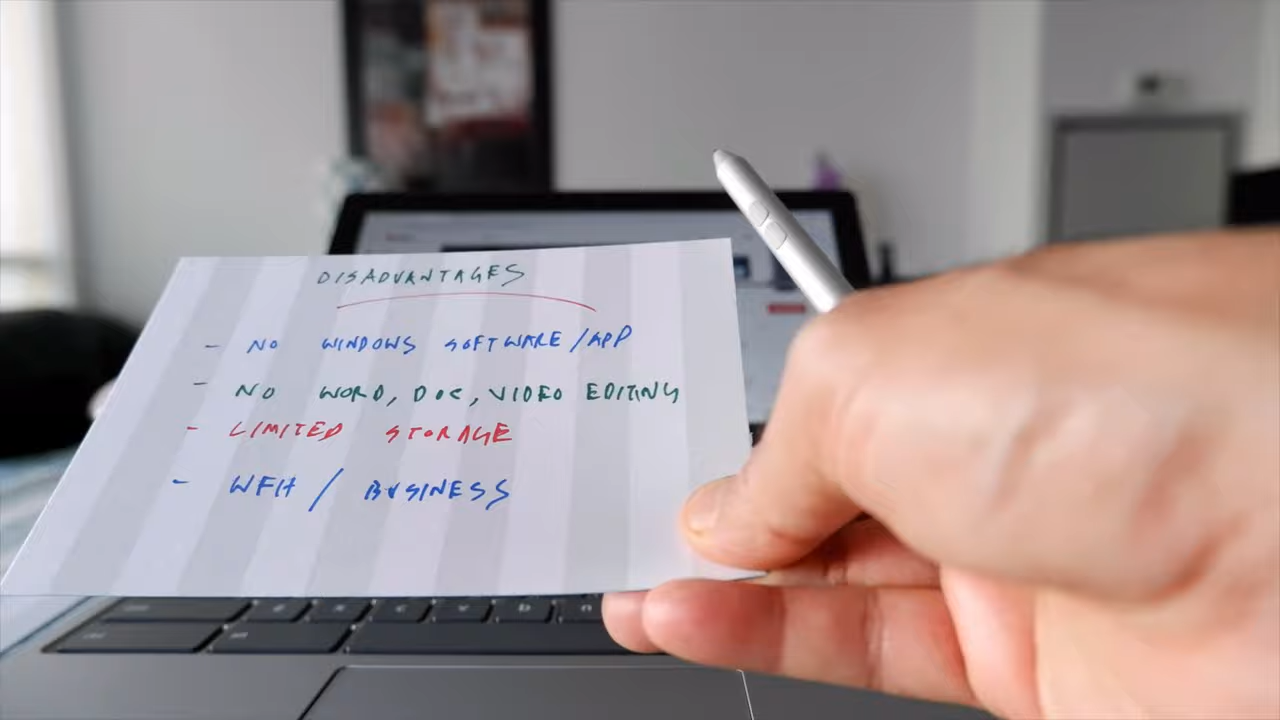 DISADVANTAGES
- NO WINDOWS SOFTWARE/APP
- NO WORD, DOC, VIDEO EDITING
- LIMITED STORAGE
- WFH / BUSINESS